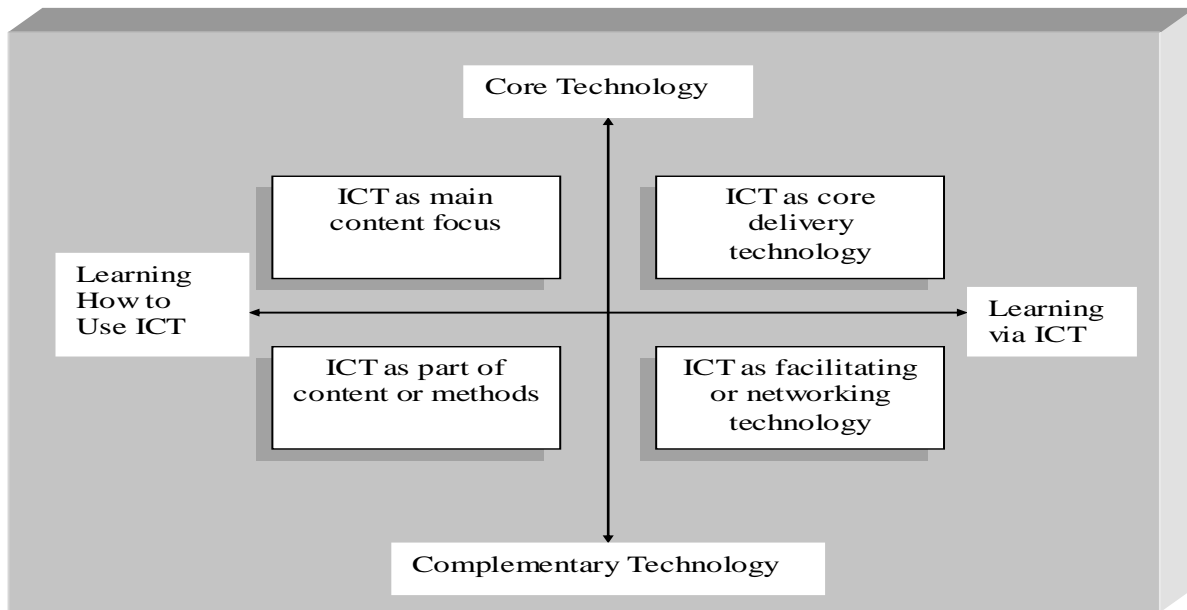 Core Technology
ICT as main
content focus
ICT as core
delivery
technology
Learning
How to
Use ICT
Learning
via ICT
ICT as part of
content or methods
ICT as facilitating
or networking
technology
Complementary Technology